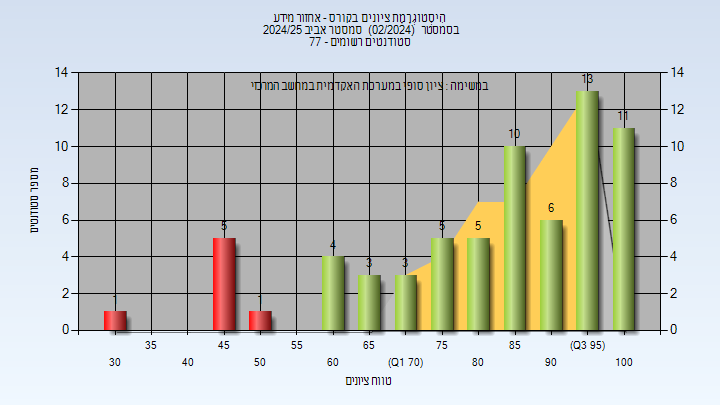 היסטוגרמת ציונים בקורס - אחזור מידע
בסמסטר (02/2024) סמסטר אביב 2024/25
סטודנטים רשומים - 77
במשימה : ציון סופי במערכת האקדמית במחשב המרכזי
מספר סטודנטים
14 14
12 12
10 10
8 8
6 6
4 4
2 2
0 0
1 5 1 4 3 3 5 5 10 6 13 11
35 45 55 65 75 85 (Q3 95)
30 40 50 60 (Q1 70) 80 90 100
טווח ציונים